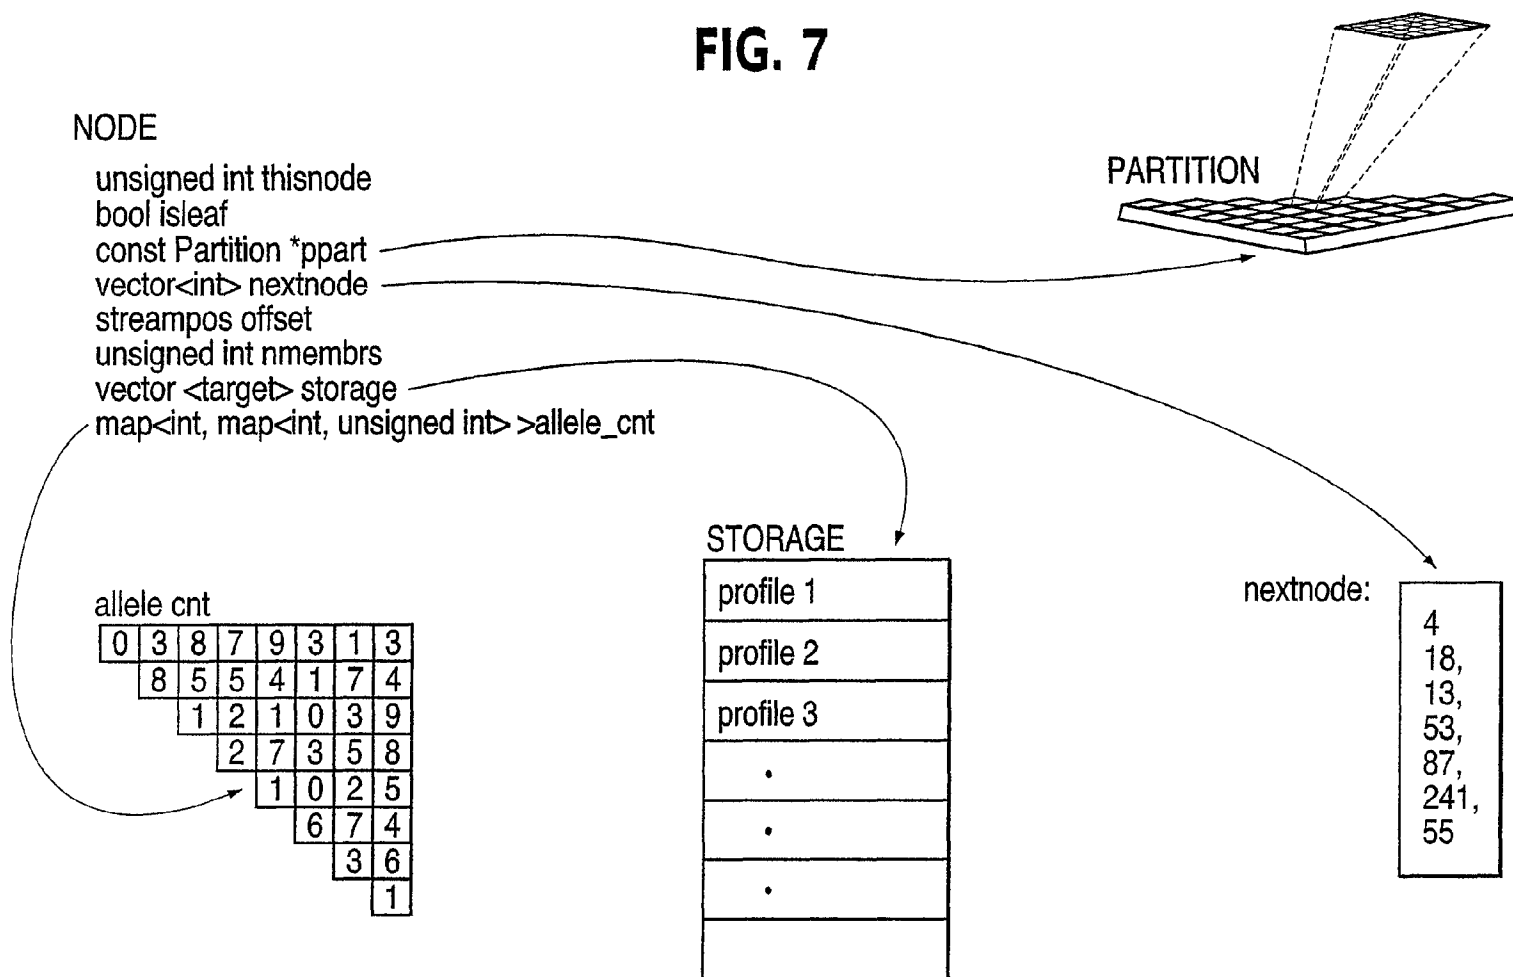 FIG. 7
NODE
unsigned int thisnode
bool isleaf
const Partition *ppart
vector<int> nextnode
streampos offset
unsigned int nmembrs
vector <target> storage
map<int, map<int, unsigned int> >allele_cnt
PARTITION
allele cnt
0 3 8 7 9 3 1 3
8 5 5 4 1 7 4
1 2 1 0 3 9
2 7 3 5 8
1 0 2 5
6 7 4
3 6
1
STORAGE
profile 1
profile 2
profile 3
nextnode:
4
18,
13,
53,
87,
241,
55